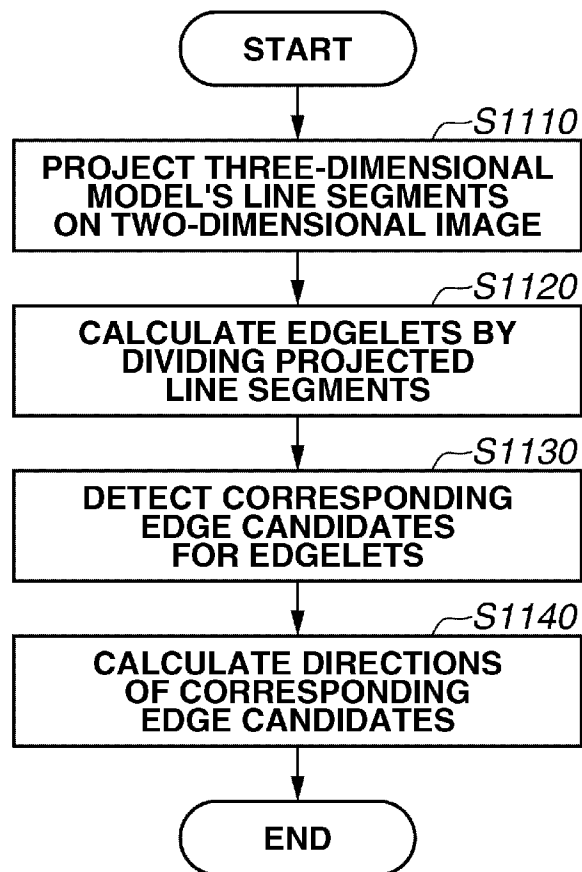 START
S1110
PROJECT THREE-DIMENSIONAL
MODEL'S LINE SEGMENTS
ON TWO-DIMENSIONAL IMAGE
S1120
CALCULATE EDGELETS BY
DIVIDING PROJECTED
LINE SEGMENTS
S1130
DETECT CORRESPONDING
EDGE CANDIDATES
FOR EDGELETS
S1140
CALCULATE DIRECTIONS
OF CORRESPONDING
EDGE CANDIDATES
END